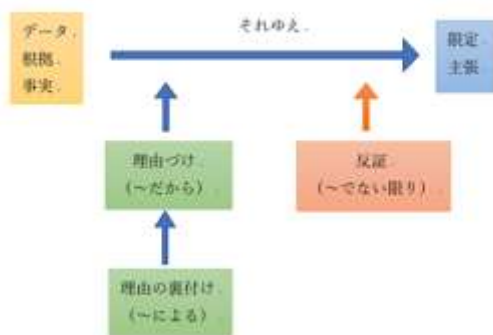 データ．
根拠．
事実．
それゆえ．
限定．
主張．
理由づけ．
（～だから）．
反証．
（～でない限り）．
理由の裏付け．
（～による）．